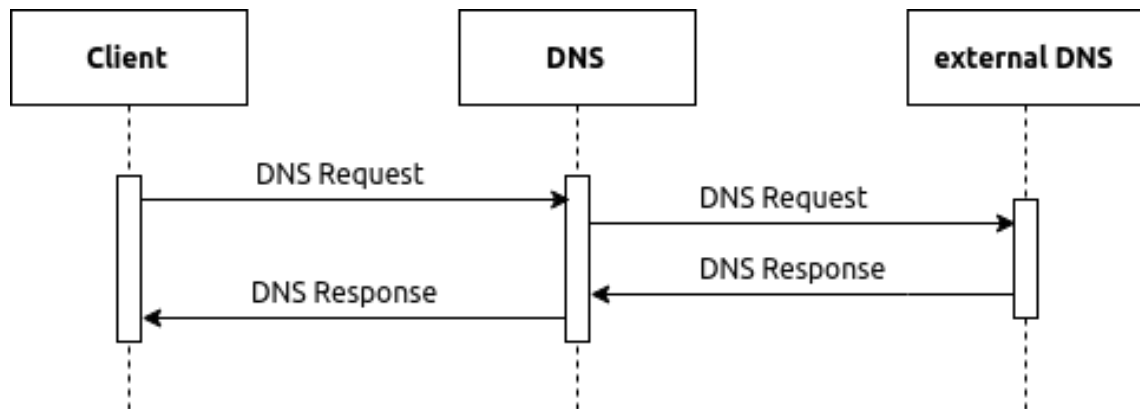 Client
DNS
external DNS
DNS Request
DNS Request
DNS Response
DNS Response